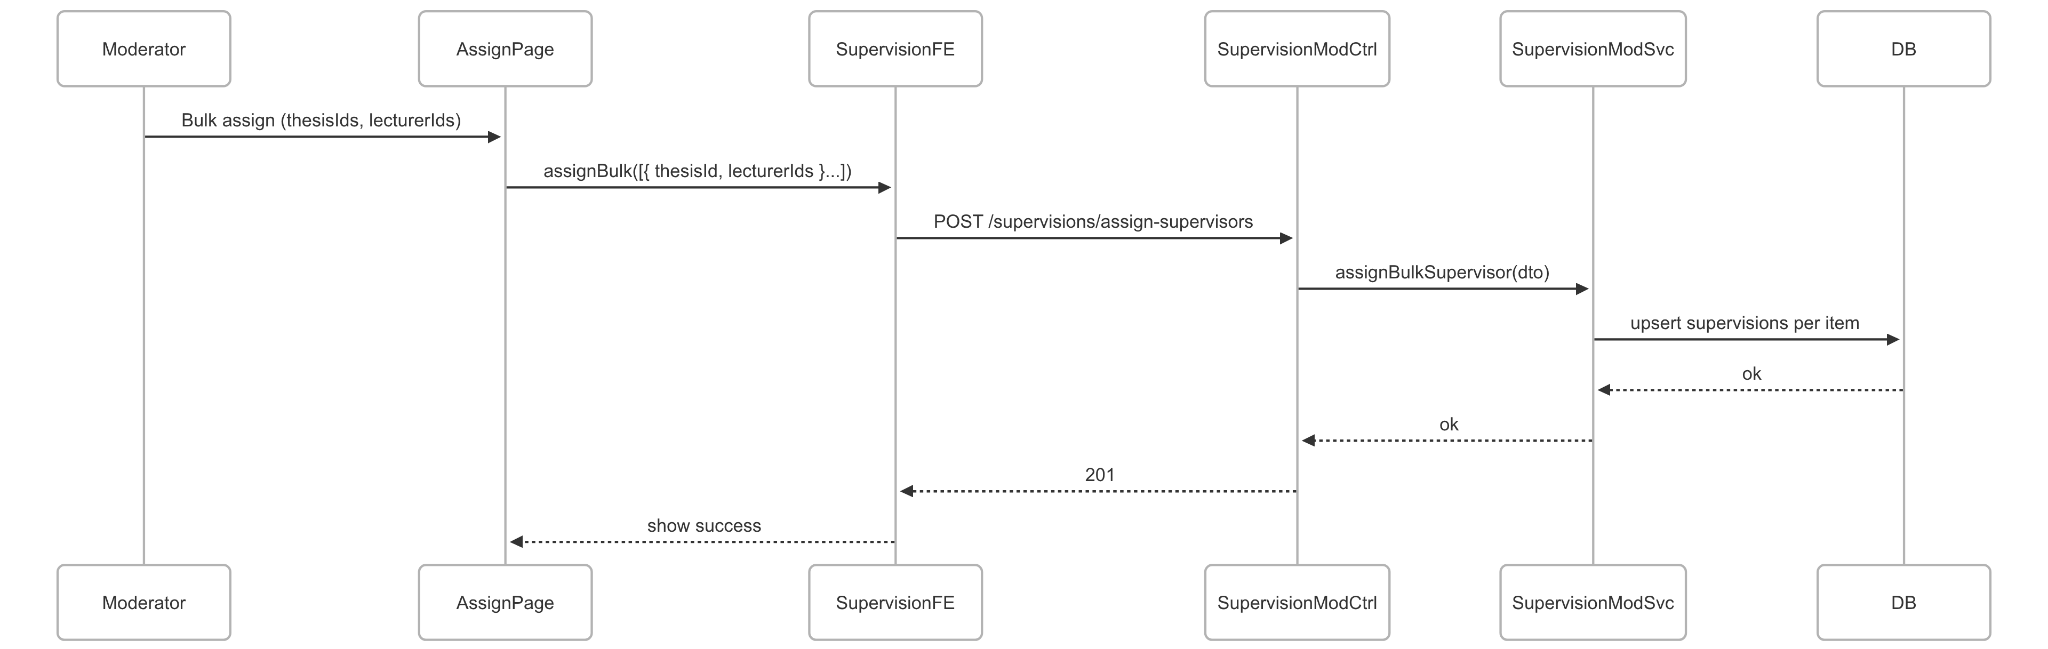 Moderator
AssignPage
SupervisionFE
SupervisionModCtrl
SupervisionModSvc
DB
Bulk assign (thesisIds, lecturerIds)
assignBulk([{ thesisId, lecturerIds }...])
POST /supervisions/assign-supervisors
assignBulkSupervisor(dto)
upsert supervisions per item
ok
ok
201
show success
Moderator
AssignPage
SupervisionFE
SupervisionModCtrl
SupervisionModSvc
DB